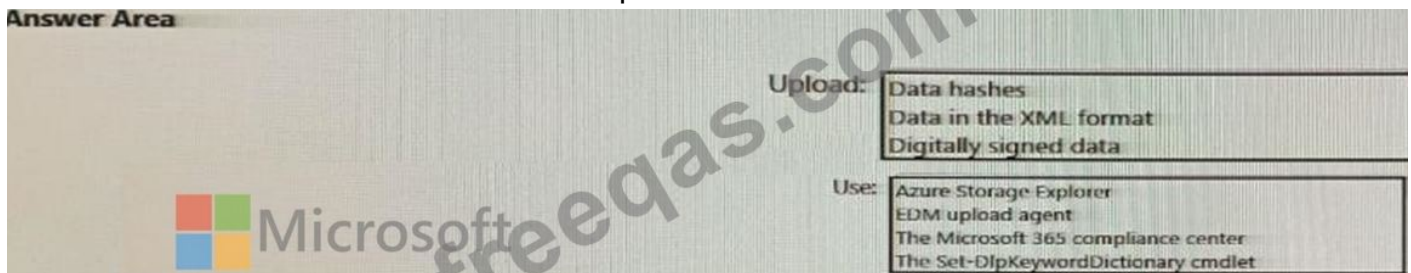 Answer Area
Upload:
Data hashes
Data in the XML format
Digitally signed data
Use:
Azure Storage Explorer
EDM upload agent
The Microsoft 365 compliance center
The Set-DlpKeywordDictionary cmdlet
Microsoft
freeqas.com